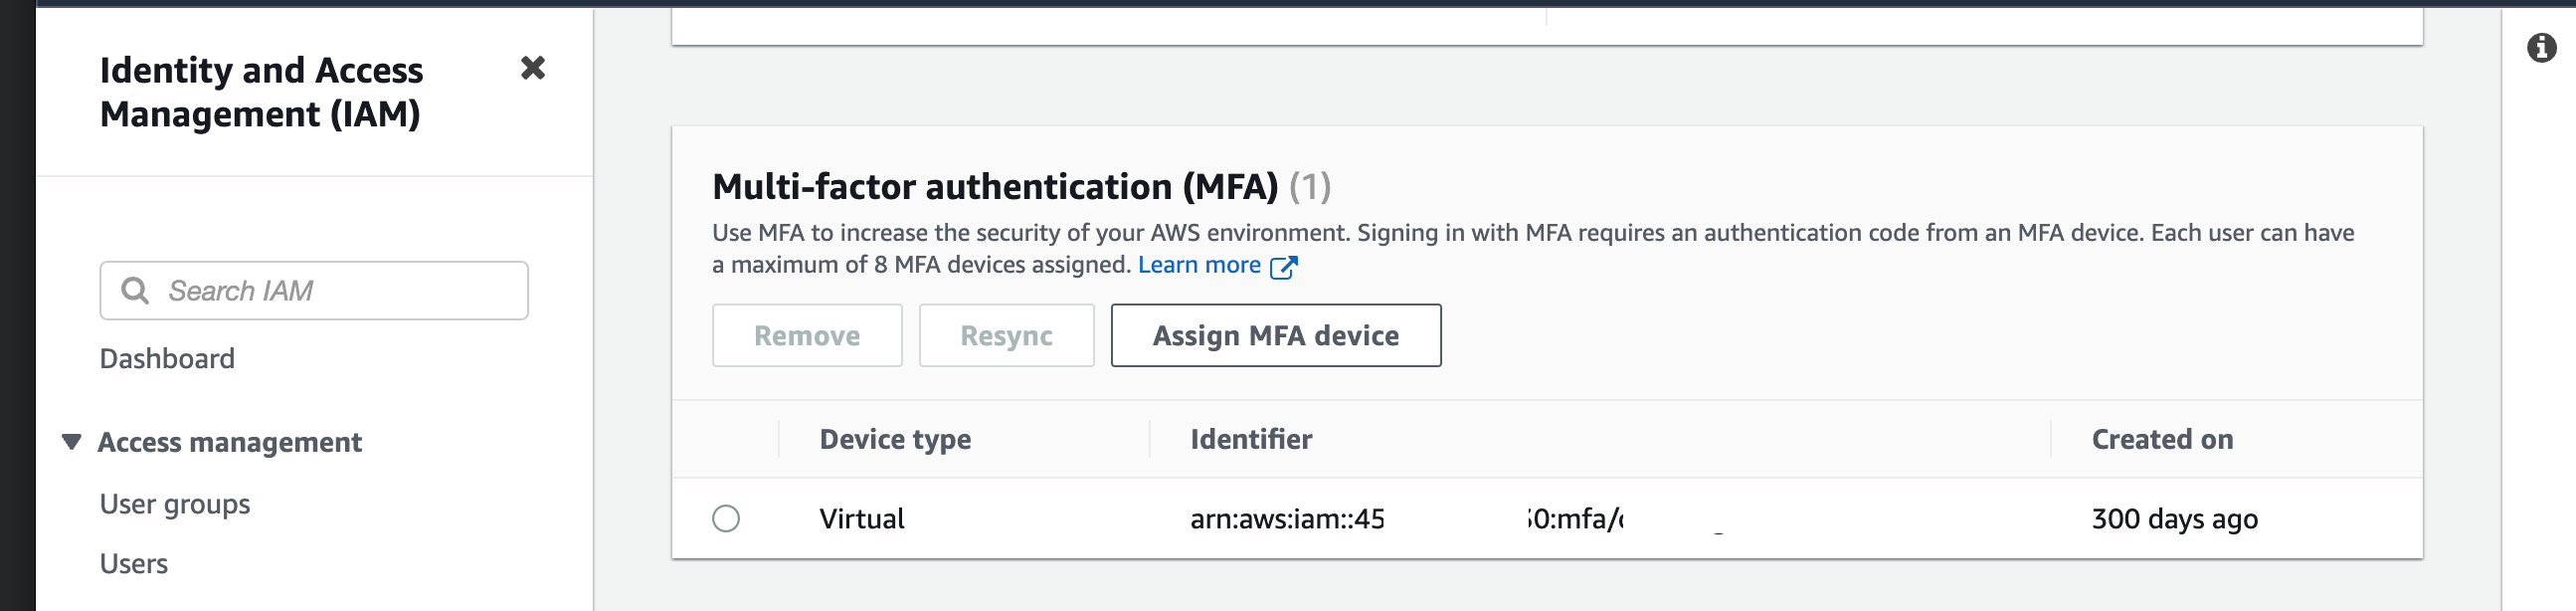 Identity and Access
Management (IAM)
Search IAM
Dashboard
Access management
User groups
Users
Multi-factor authentication (MFA) (1)
Use MFA to increase the security of your AWS environment. Signing in with MFA requires an authentication code from an MFA device. Each user can have
a maximum of 8 MFA devices assigned. Learn more
Remove Resync Assign MFA device
Device type Identifier Created on
Virtual arn:aws:iam::45 0:mfa/ 300 days ago